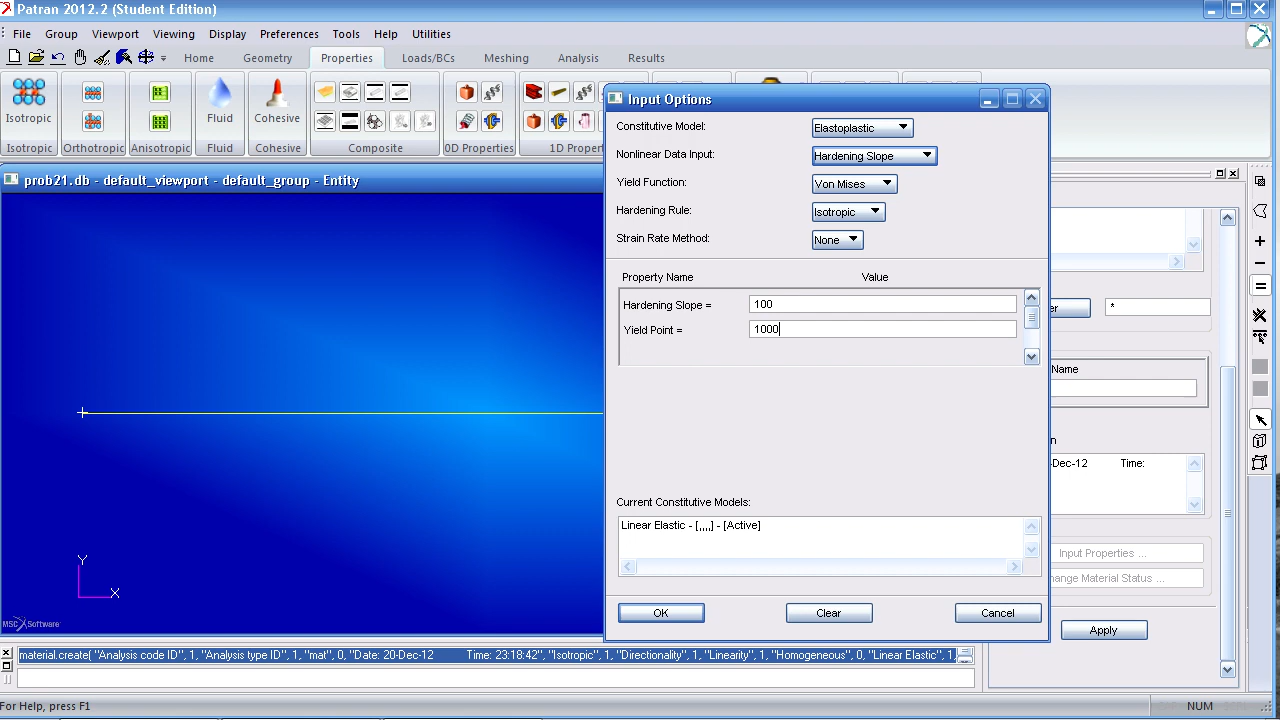 Patran 2012.2 (Student Edition)
File Group Viewport Viewing Display Preferences Tools Help Utilities
Home Geometry Properties Loads/BCs Meshing Analysis Results
Isotropic
Fluid
Cohesive
Isotropic Orthotropic Anisotropic Fluid Cohesive Composite 0D Properties 1D Proper
prob21.db - default_viewport - default_group - Entity
Input Options
Constitutive Model: Elastoplastic
Nonlinear Data Input: Hardening Slope
Yield Function: Von Mises
Hardening Rule: Isotropic
Strain Rate Method: None
Property Name Value
Hardening Slope = 100
Yield Point = 1000
Current Constitutive Models:
Linear Elastic - [,,,,] - [Active]
OK Clear Cancel
er *
Name
n
-Dec-12 Time:
Input Properties ...
hange Material Status ...
Apply
Y
X
MSC Software
material.create( "Analysis code ID", 1, "Analysis type ID", 1, "mat", 0, "Date: 20-Dec-12 Time: 23:18:42", "Isotropic", 1, "Directionality", 1, "Linearity", 1, "Homogeneous", 0, "Linear Elastic", 1,
For Help, press F1
NUM